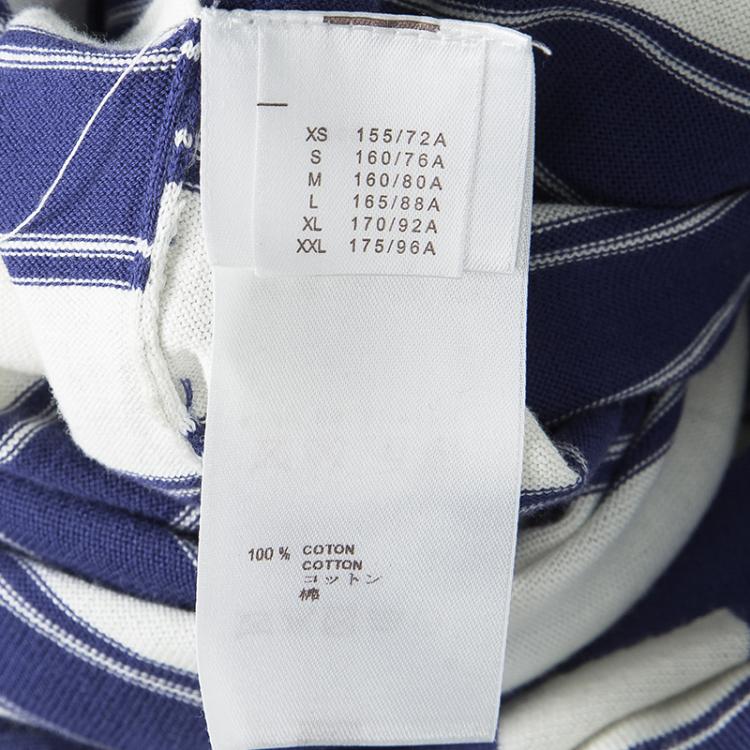 XS 155/72A
S 160/76A
M 160/80A
L 165/88A
XL 170/92A
XXL 175/96A
100 % COTON
COTTON
コットン
棉